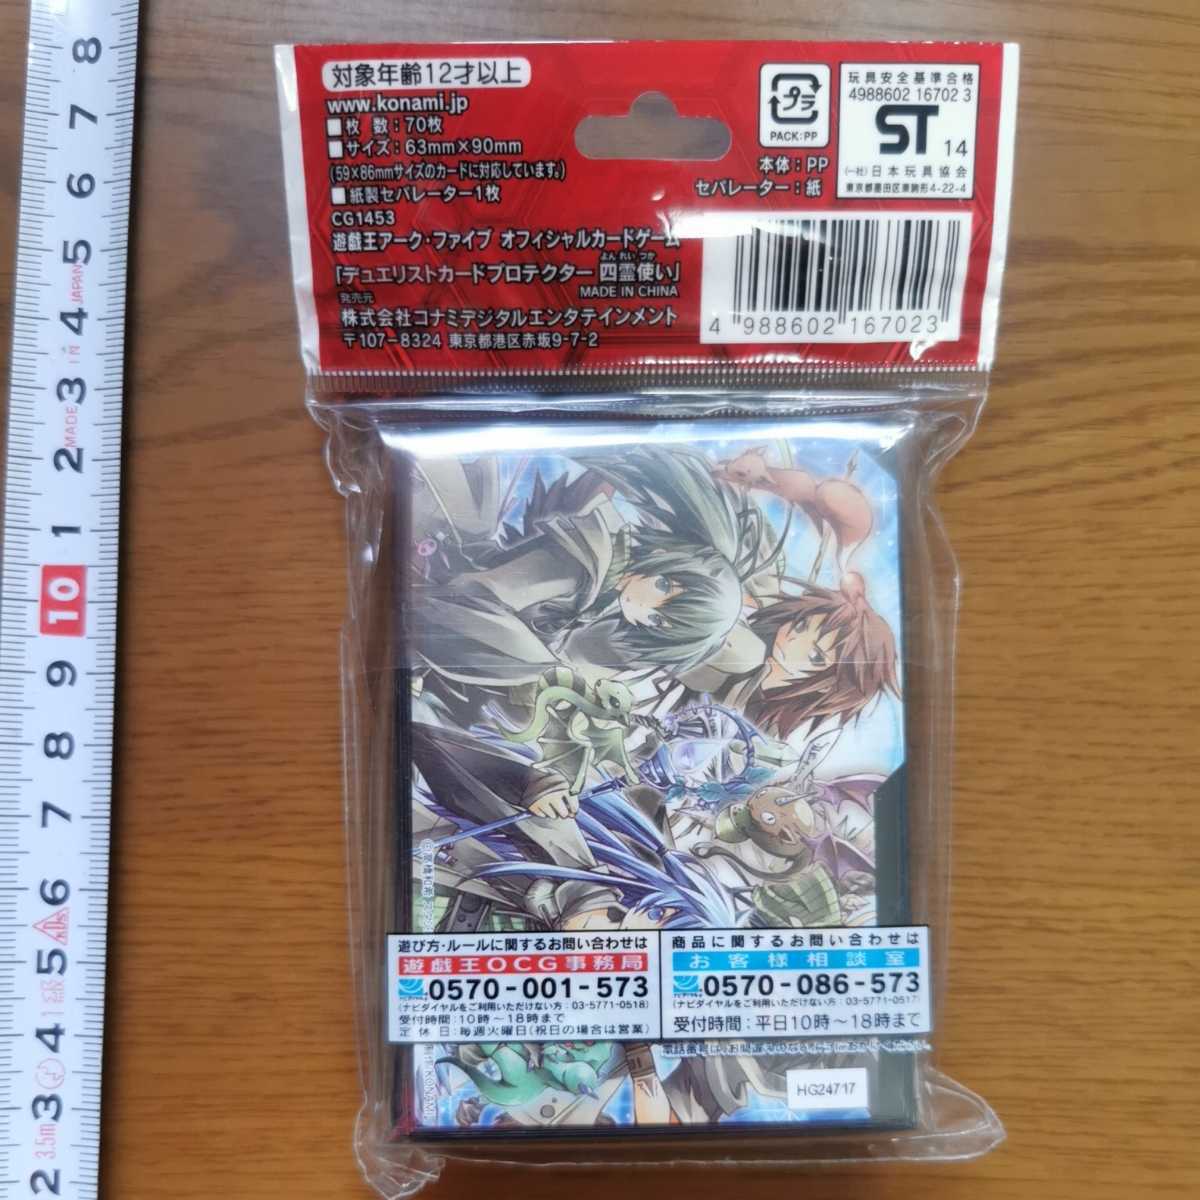 対象年齢12才以上
www.konami.jp
■枚 数:70枚
■サイズ:63mm×90mm
(59×86mmサイズのカードに対応しています。)
■紙製セパレーター1枚
CG1453
遊戯王アーク・ファイブ オフィシャルカードゲーム
よんれいつか
「デュエリストカードプロテクター 四霊使い」
MADE IN CHINA
発売元
株式会社コナミデジタルエンタテインメント
〒107-8324 東京都港区赤坂9-7-2
プラ
PACK:PP
本体:PP
セパレーター:紙
玩具安全基準合格
4988602 16702 3
ST 14
(一社)日本玩具協会
東京都墨田区東駒形4-22-4
4 988602 167023
©高橋和希
遊び方・ルールに関するお問い合わせは
遊戯王OCG事務局
0570-001-573
(ナビダイヤルをご利用いただけない方:03-5771-0518)
受付時間:10時〜18時まで
定 休 日:毎週火曜日(祝日の場合は営業)
商品に関するお問い合わせは
お客様相談室
0570-086-573
(ナビダイヤルをご利用いただけない方:03-5771-0517)
受付時間:平日10時〜18時まで
KONAMI
HG24717
8
7
6
5
4
3
2
1
10
9
8
7
6
5
4
3
2
MADE IN JAPAN
1級
3.5m